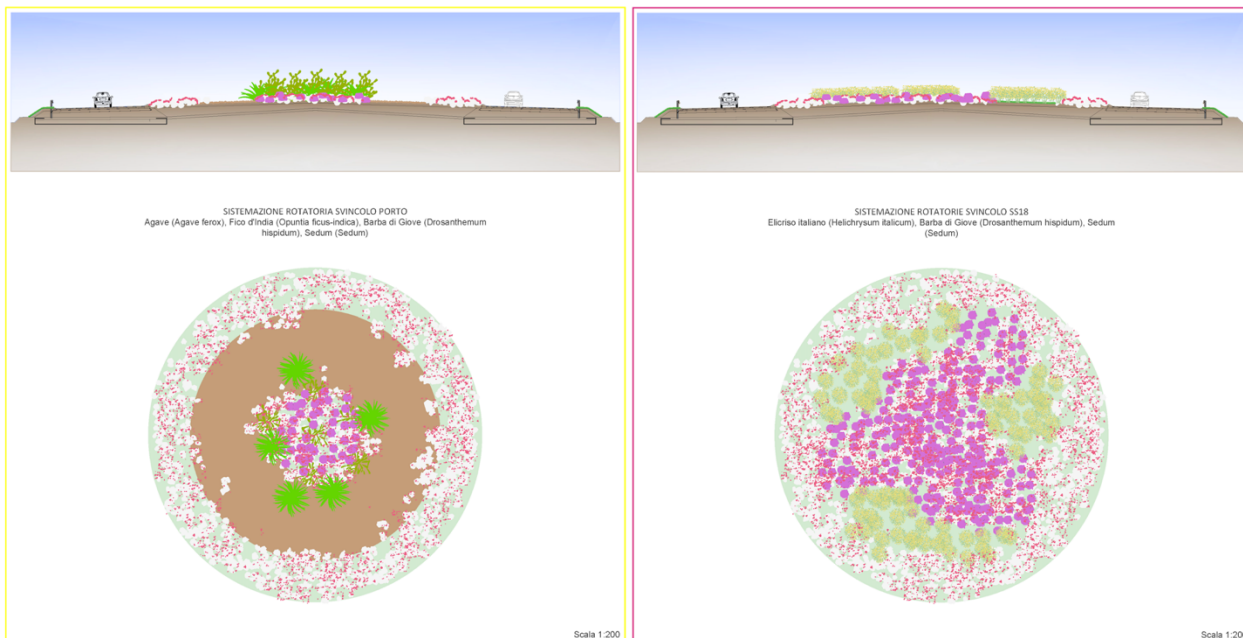 SISTEMAZIONE ROTATORIA SVINCOLO PORTO
Agave (Agave ferox), Fico d'India (Opuntia ficus-indica), Barba di Giove (Drosanthemum
hispidum), Sedum (Sedum)
Scala 1:200
SISTEMAZIONE ROTATORIE SVINCOLO SS18
Elicriso italiano (Helichrysum italicum), Barba di Giove (Drosanthemum hispidum), Sedum
(Sedum)
Scala 1:20